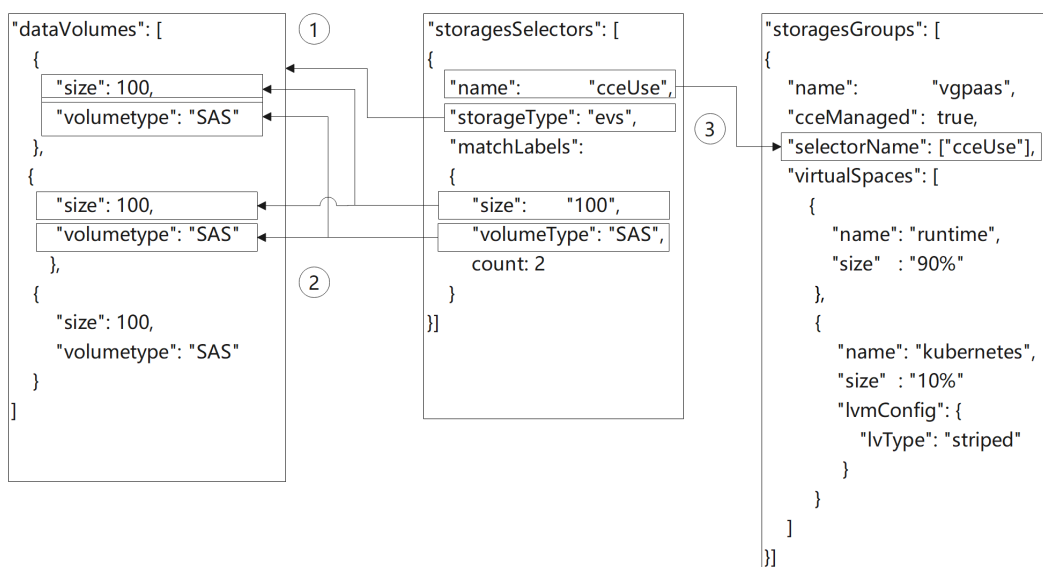 "dataVolumes": [
{
"size": 100,
"volumetype": "SAS"
},
{
"size": 100,
"volumetype": "SAS"
},
{
"size": 100,
"volumetype": "SAS"
}
]
1
2
"storagesSelectors": [
{
"name": "cceUse",
"storageType": "evs",
"matchLabels":
{
"size": "100",
"volumeType": "SAS",
count: 2
}
}]
3
"storagesGroups": [
{
"name": "vgpaas",
"cceManaged": true,
"selectorName": ["cceUse"],
"virtualSpaces": [
{
"name": "runtime",
"size" : "90%"
},
{
"name": "kubernetes",
"size" : "10%"
"lvmConfig": {
"lvType": "striped"
}
}
]
}]